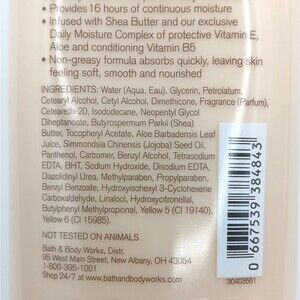 • Provides 16 hours of continuous moisture
• Infused with Shea Butter and our exclusive
Daily Moisture Complex of protective Vitamin E,
Aloe and conditioning Vitamin B5
• Non-greasy formula absorbs quickly, leaving skin
feeling soft, smooth and nourished
INGREDIENTS: Water (Aqua, Eau), Glycerin, Petrolatum,
Cetearyl Alcohol, Cetyl Alcohol, Dimethicone, Fragrance (Parfum),
Ceteareth-20, Isododecane, Neopentyl Glycol
Diheptanoate, Butyrospermum Parkii (Shea)
Butter, Tocopheryl Acetate, Aloe Barbadensis Leaf
Juice, Simmondsia Chinensis (Jojoba) Seed Oil,
Panthenol, Carbomer, Benzyl Alcohol, Tetrasodium
EDTA, BHT, Sodium Hydroxide, Disodium EDTA,
Diazolidinyl Urea, Methylparaben, Propylparaben,
Benzyl Benzoate, Hydroxyisohexyl 3-Cyclohexene
Carboxaldehyde, Linalool, Hydroxycitronellal,
Butylphenyl Methylpropional, Yellow 5 (CI 19140),
Yellow 6 (CI 15985).
NOT TESTED ON ANIMALS
Bath & Body Works, Distr.
95 West Main Street, New Albany, OH 43054
1-800-395-1001
Shop 24/7 at www.bathandbodyworks.com
0 667539 384843
30403561